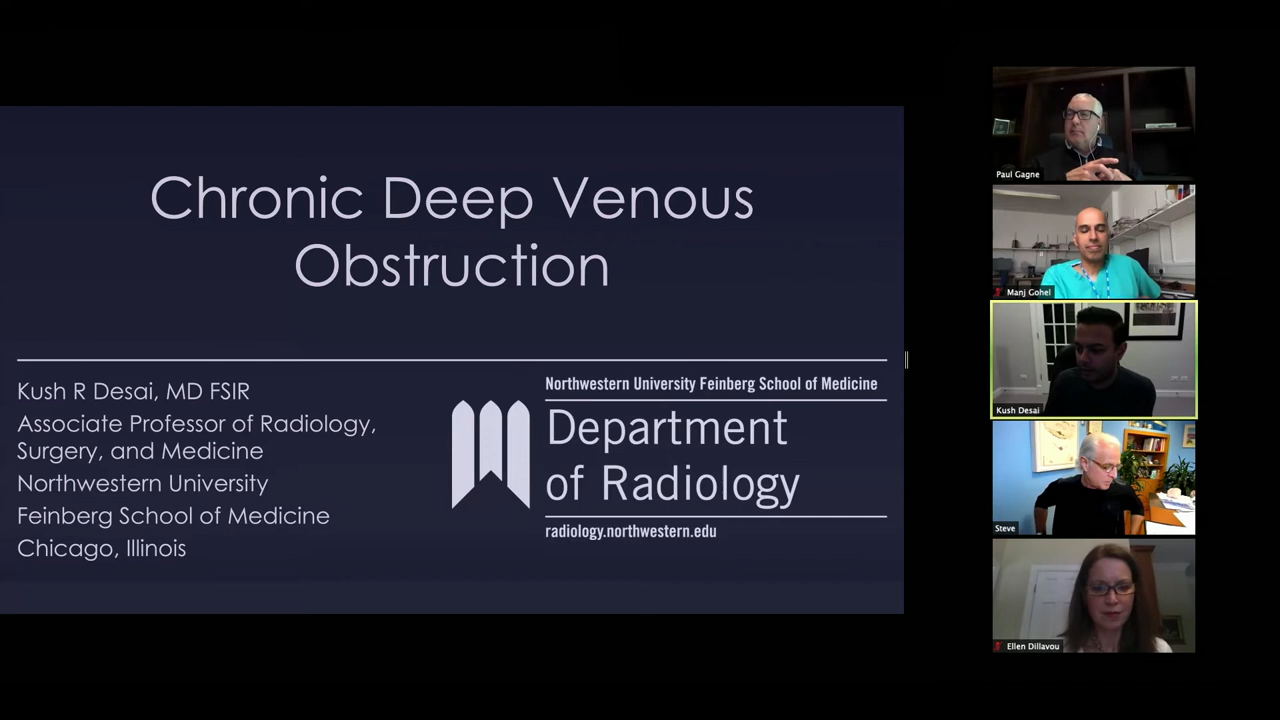 Chronic Deep Venous
Obstruction
Kush R Desai, MD FSIR
Associate Professor of Radiology,
Surgery, and Medicine
Northwestern University
Feinberg School of Medicine
Chicago, Illinois
Northwestern University Feinberg School of Medicine
Department
of Radiology
radiology.northwestern.edu
Paul Gagne
Manj Gohel
Kush Desai
Steve
Ellen Dillavou